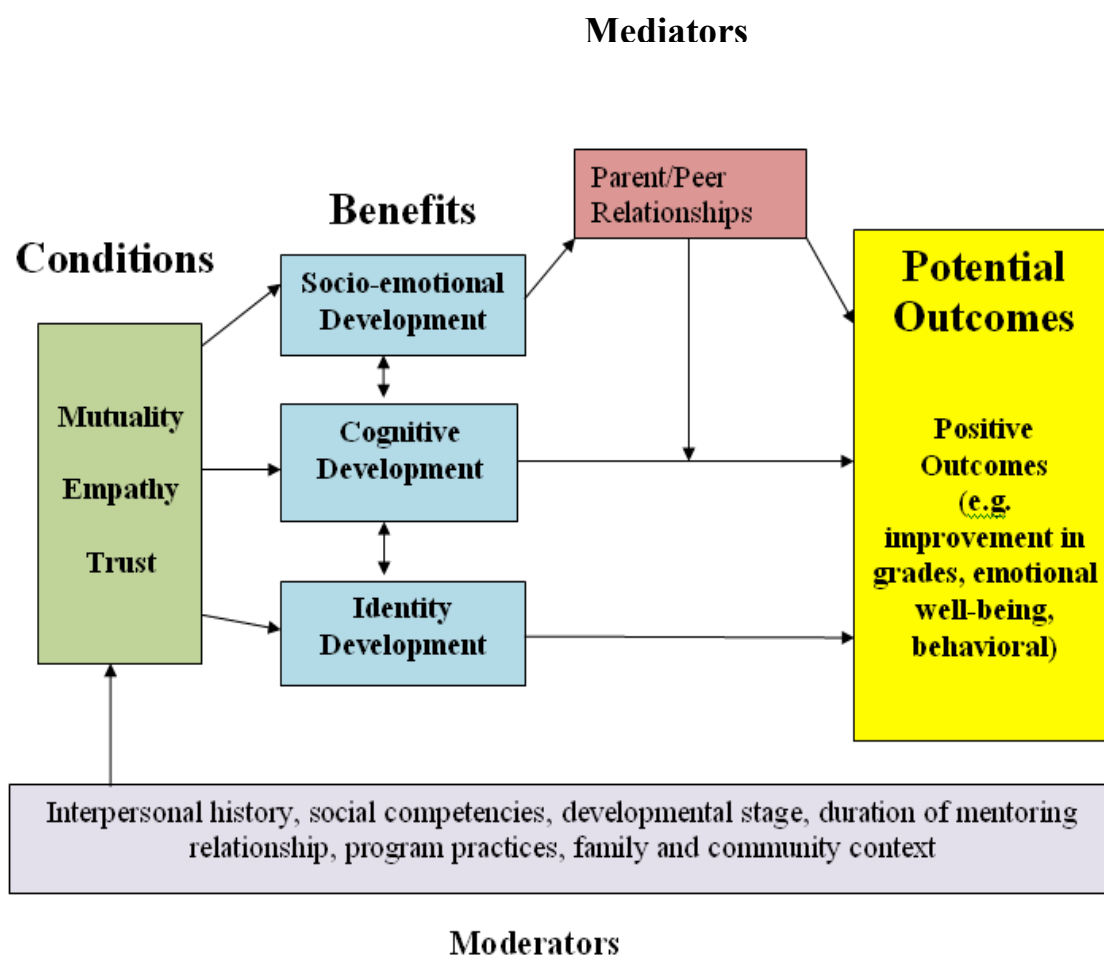 Mediators
Parent/Peer
Relationships
Benefits
Conditions
Socio-emotional
Development
Potential
Outcomes
Mutuality
Empathy
Trust
Cognitive
Development
Positive
Outcomes
(e.g.
improvement in
grades, emotional
well-being,
behavioral)
Identity
Development
Interpersonal history, social competencies, developmental stage, duration of mentoring
relationship, program practices, family and community context
Moderators